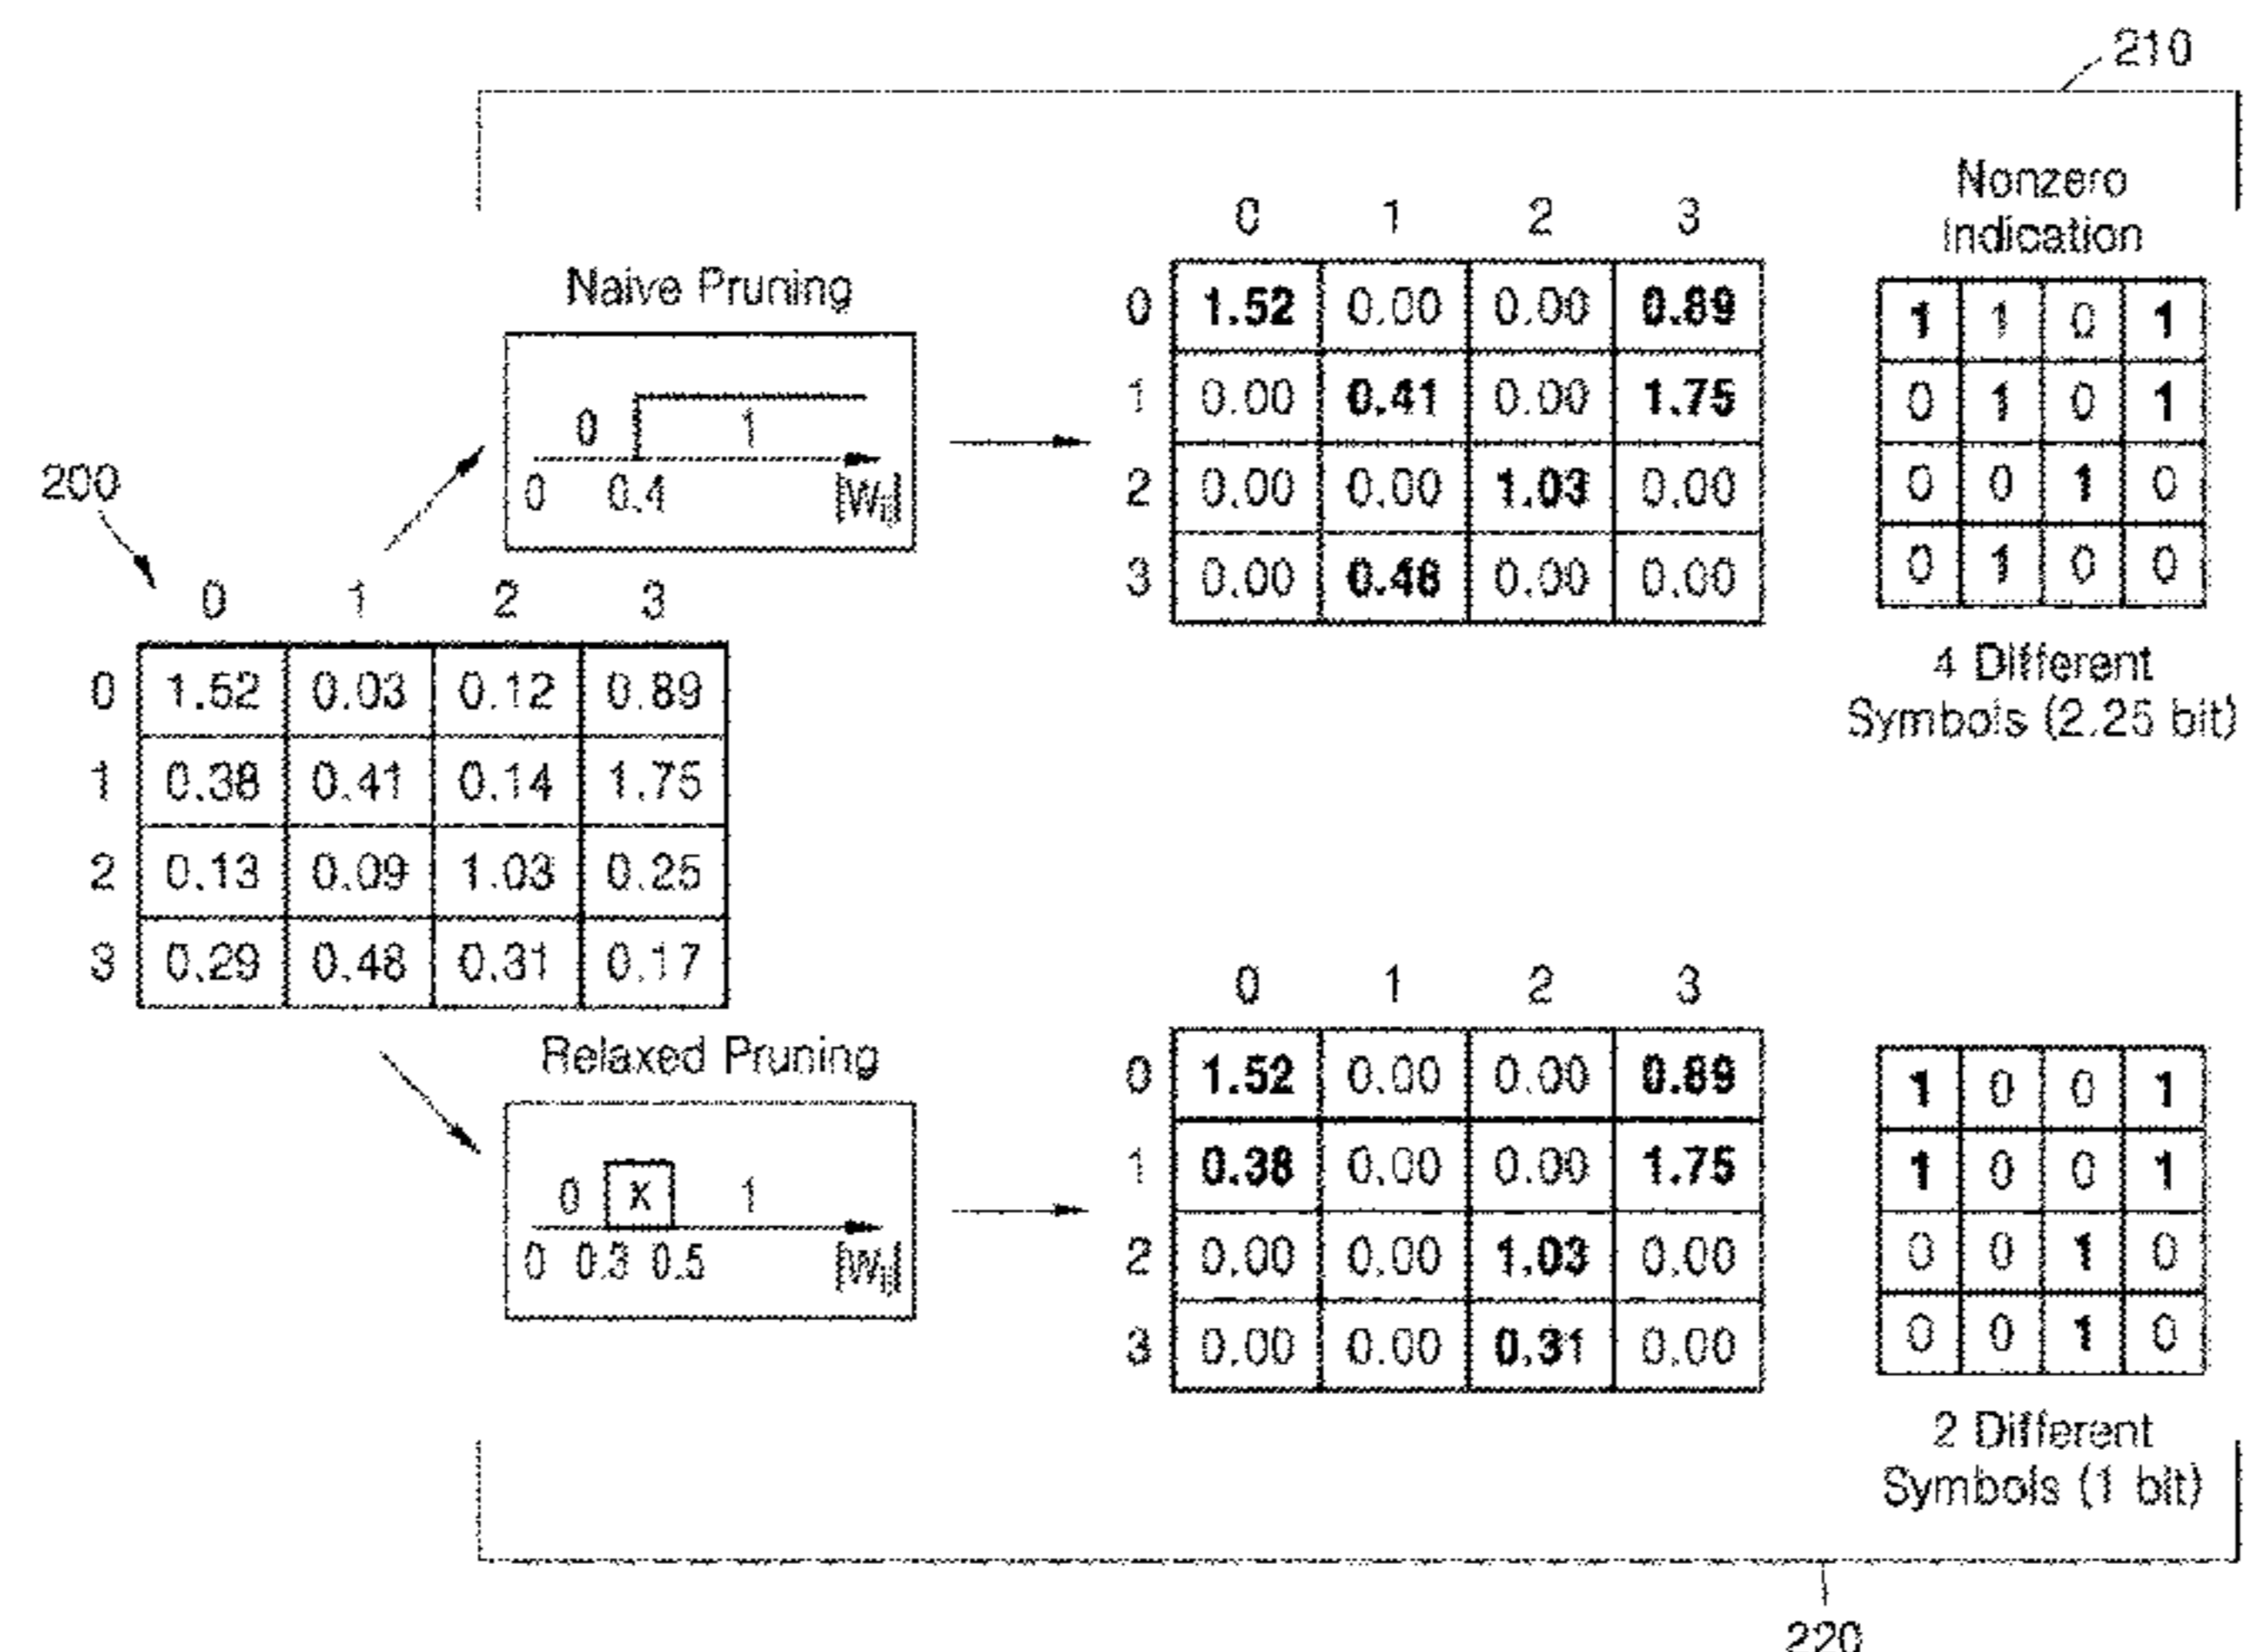 210
Nonzero
Indication
0 1 2 3
Naive Pruning
0 1.52 0.00 0.00 0.89
1 0.00 0.41 0.00 1.75
2 0.00 0.00 1.03 0.00
3 0.00 0.48 0.00 0.00
1 1 0 1
0 1 0 1
0 0 1 0
0 1 0 0
0 1
0 0.4 |Wij|
4 Different
Symbols (2.25 bit)
200
0 1 2 3
0 1.52 0.03 0.12 0.89
1 0.38 0.41 0.14 1.75
2 0.13 0.09 1.03 0.25
3 0.29 0.48 0.31 0.17
Relaxed Pruning
0 X 1
0 0.3 0.5 |Wij|
0 1 2 3
0 1.52 0.00 0.00 0.89
1 0.38 0.00 0.00 1.75
2 0.00 0.00 1.03 0.00
3 0.00 0.00 0.31 0.00
1 0 0 1
1 0 0 1
0 0 1 0
0 0 1 0
2 Different
Symbols (1 bit)
220